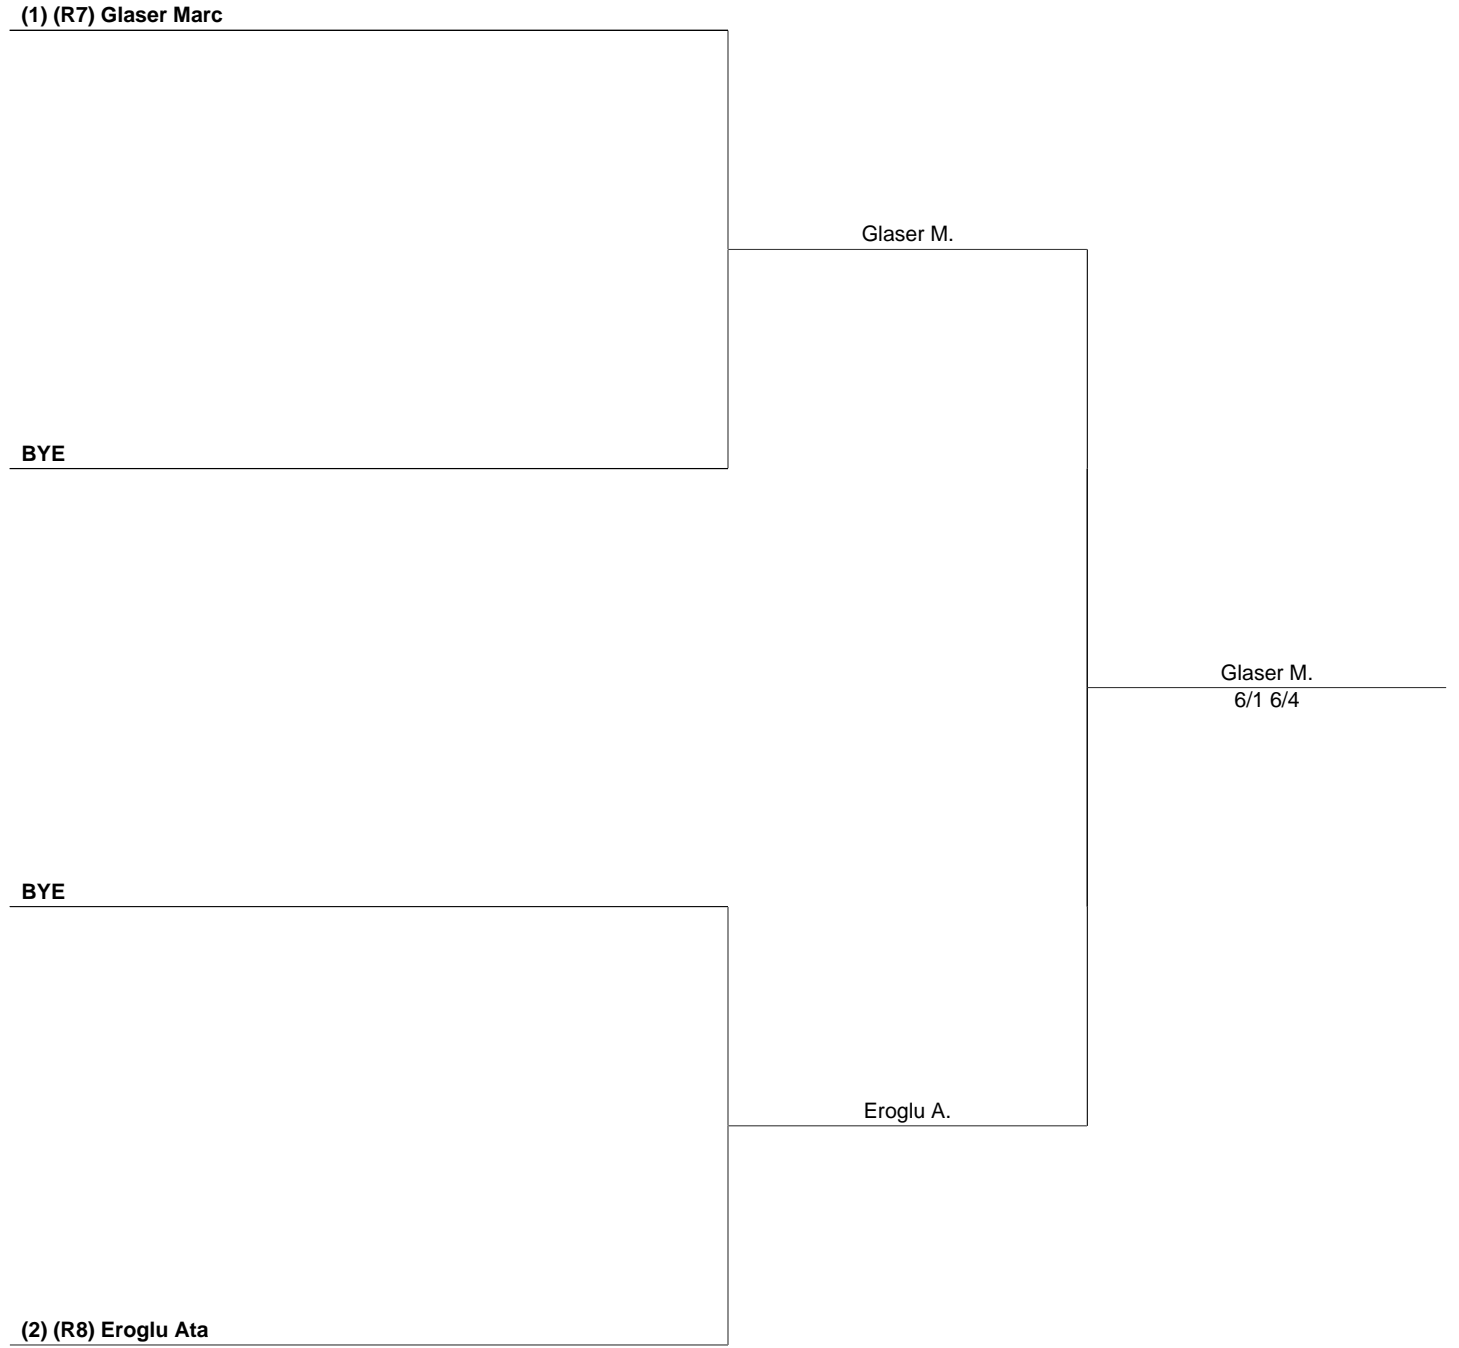 (1) (R7) Glaser Marc
Glaser M.
BYE
Glaser M.
6/1 6/4
BYE
Eroglu A.
(2) (R8) Eroglu Ata